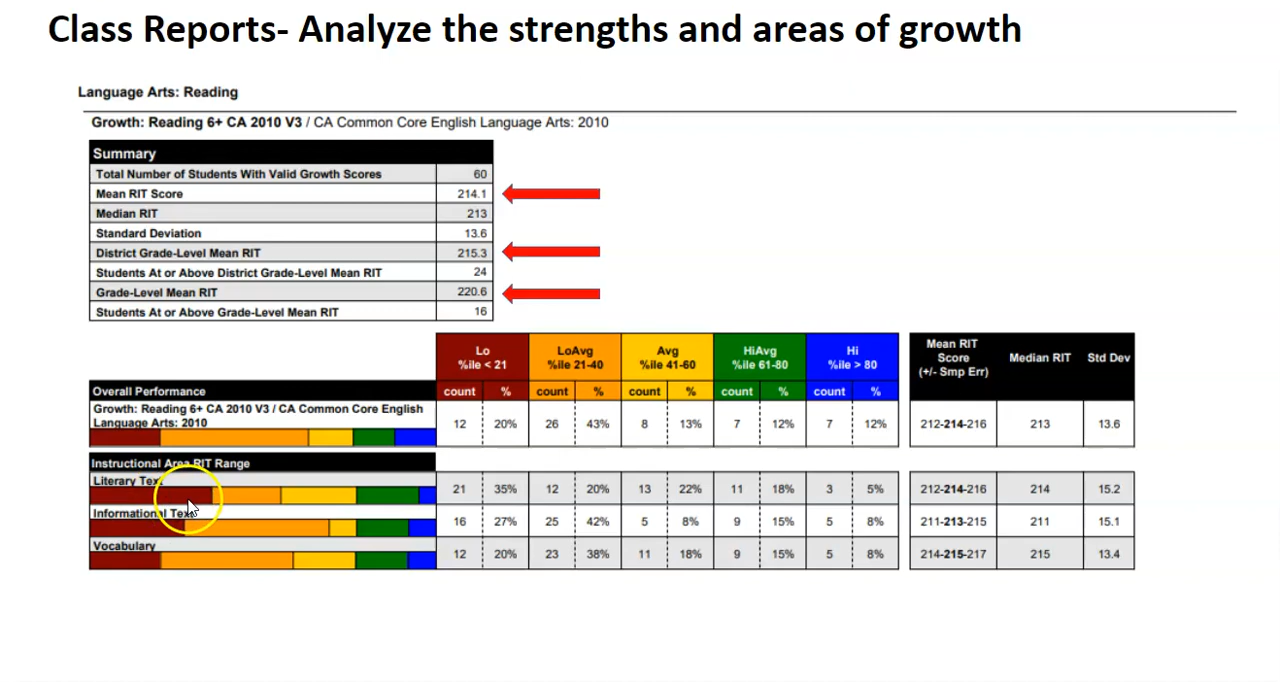 Class Reports- Analyze the strengths and areas of growth
Language Arts: Reading
Growth: Reading 6+ CA 2010 V3 / CA Common Core English Language Arts: 2010
Summary
Total Number of Students With Valid Growth Scores 60
Mean RIT Score 214.1
Median RIT 213
Standard Deviation 13.6
District Grade-Level Mean RIT 215.3
Students At or Above District Grade-Level Mean RIT 24
Grade-Level Mean RIT 220.6
Students At or Above Grade-Level Mean RIT 16
Lo LoAvg Avg HiAvg Hi Mean RIT
%ile < 21 %ile 21-40 %ile 41-60 %ile 61-80 %ile > 80 Score Median RIT Std Dev
(+/- Smp Err)
Overall Performance count % count % count % count % count %
Growth: Reading 6+ CA 2010 V3 / CA Common Core English
Language Arts: 2010 12 20% 26 43% 8 13% 7 12% 7 12% 212-214-216 213 13.6
Instructional Area RIT Range
Literary Text 21 35% 12 20% 13 22% 11 18% 3 5% 212-214-216 214 15.2
Informational Text 16 27% 25 42% 5 8% 9 15% 5 8% 211-213-215 211 15.1
Vocabulary 12 20% 23 38% 11 18% 9 15% 5 8% 214-215-217 215 13.4